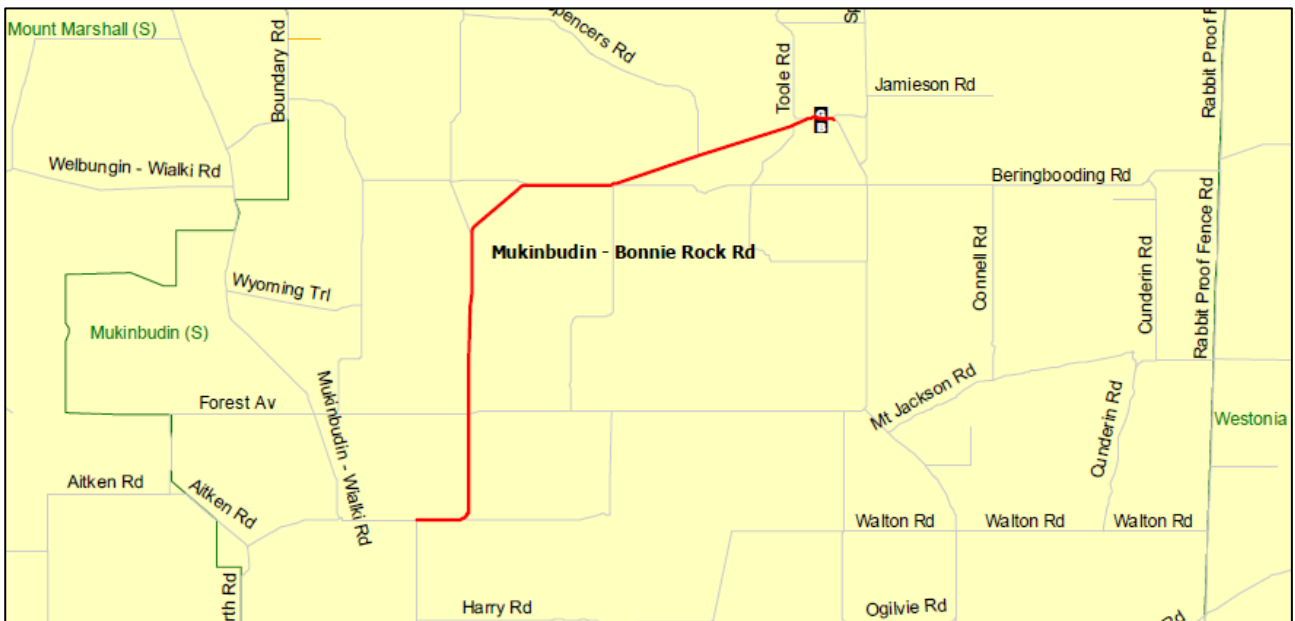 Mount Marshall (S)
Boundary Rd
Spencers Rd
Toole Rd
Jamieson Rd
Rabbit Proof
Welbungin - Wialki Rd
Beringbooding Rd
Mukinbudin - Bonnie Rock Rd
Connell Rd
Cunderin Rd
Rabbit Proof Fence Rd
Wyoming Trl
Mukinbudin (S)
Mukinbudin - Wialki Rd
Forest Av
Mt Jackson Rd
Cunderin Rd
Westonia
Aitken Rd
Aitken Rd
Walton Rd
Walton Rd
Walton Rd
rth Rd
Harry Rd
Ogilvie Rd
Rd